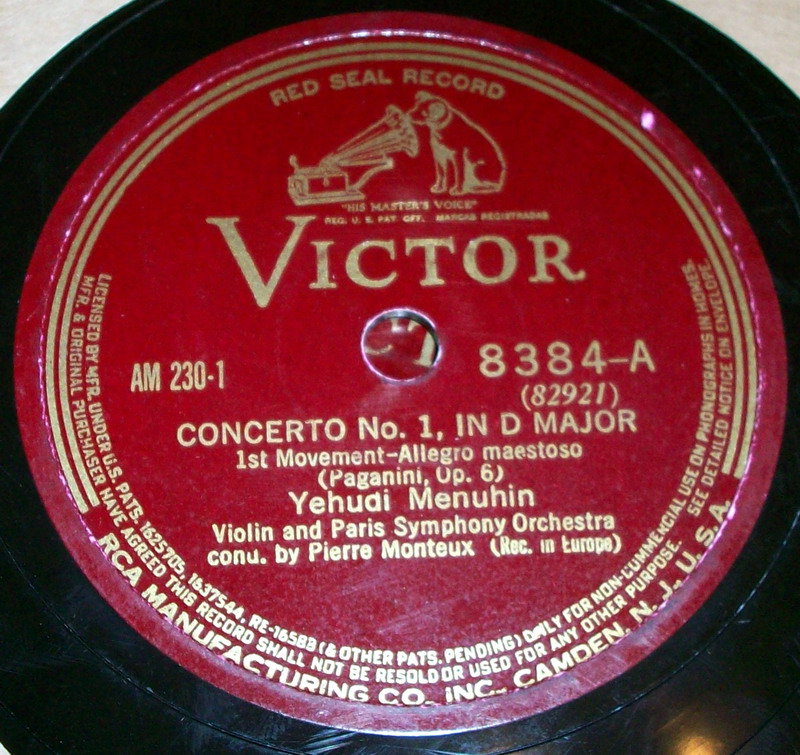 RED SEAL RECORD
"HIS MASTER'S VOICE"
REG. U. S. PAT. OFF. MARCAS REGISTRADAS
VICTOR
AM 230-1
8384-A
(82921)
CONCERTO No. 1, IN D MAJOR
1st Movement-Allegro maestoso
(Paganini, Op. 6)
Yehudi Menuhin
Violin and Paris Symphony Orchestra
conu. by Pierre Monteux (Rec. in Europe)
LICENSED BY MFR. UNDER U.S. PATS. 1625705, 1637544, RE-16588 (& OTHER PATS. PENDING) ONLY FOR NON-COMMERCIAL USE ON PHONOGRAPHS IN HOMES.
MFR. & ORIGINAL PURCHASER HAVE AGREED THIS RECORD SHALL NOT BE RESOLD OR USED FOR ANY OTHER PURPOSE. SEE DETAILED NOTICE ON ENVELOPE
RCA MANUFACTURING CO., INC., CAMDEN, N. J., U. S. A.